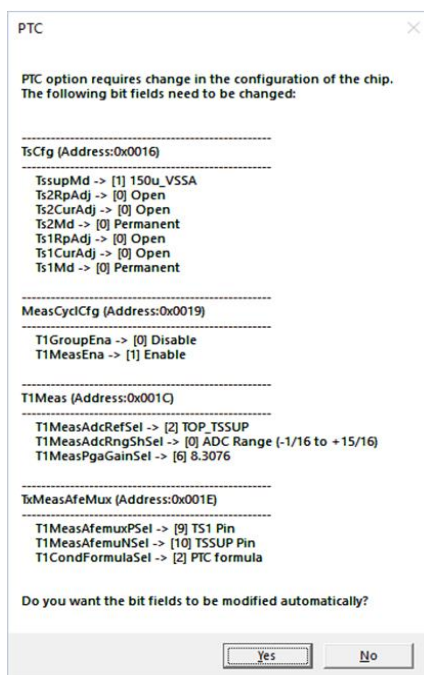 PTC
PTC option requires change in the configuration of the chip.
The following bit fields need to be changed:
--------------------------------------------------
TsCfg (Address:0x0016)
--------------------------------------------------
TssupMd -> [1] 150u_VSSA
Ts2RpAdj -> [0] Open
Ts2CurAdj -> [0] Open
Ts2Md -> [0] Permanent
Ts1RpAdj -> [0] Open
Ts1CurAdj -> [0] Open
Ts1Md -> [0] Permanent
--------------------------------------------------
MeasCyclCfg (Address:0x0019)
--------------------------------------------------
T1GroupEna -> [0] Disable
T1MeasEna -> [1] Enable
--------------------------------------------------
T1Meas (Address:0x001C)
--------------------------------------------------
T1MeasAdcRefSel -> [2] TOP_TSSUP
T1MeasAdcRngShSel -> [0] ADC Range (-1/16 to +15/16)
T1MeasPgaGainSel -> [6] 8.3076
--------------------------------------------------
TxMeasAfeMux (Address:0x001E)
--------------------------------------------------
T1MeasAfemuxPSel -> [9] TS1 Pin
T1MeasAfemuNSel -> [10] TSSUP Pin
T1CondFormulaSel -> [2] PTC formula
Do you want the bit fields to be modified automatically?
Yes
No